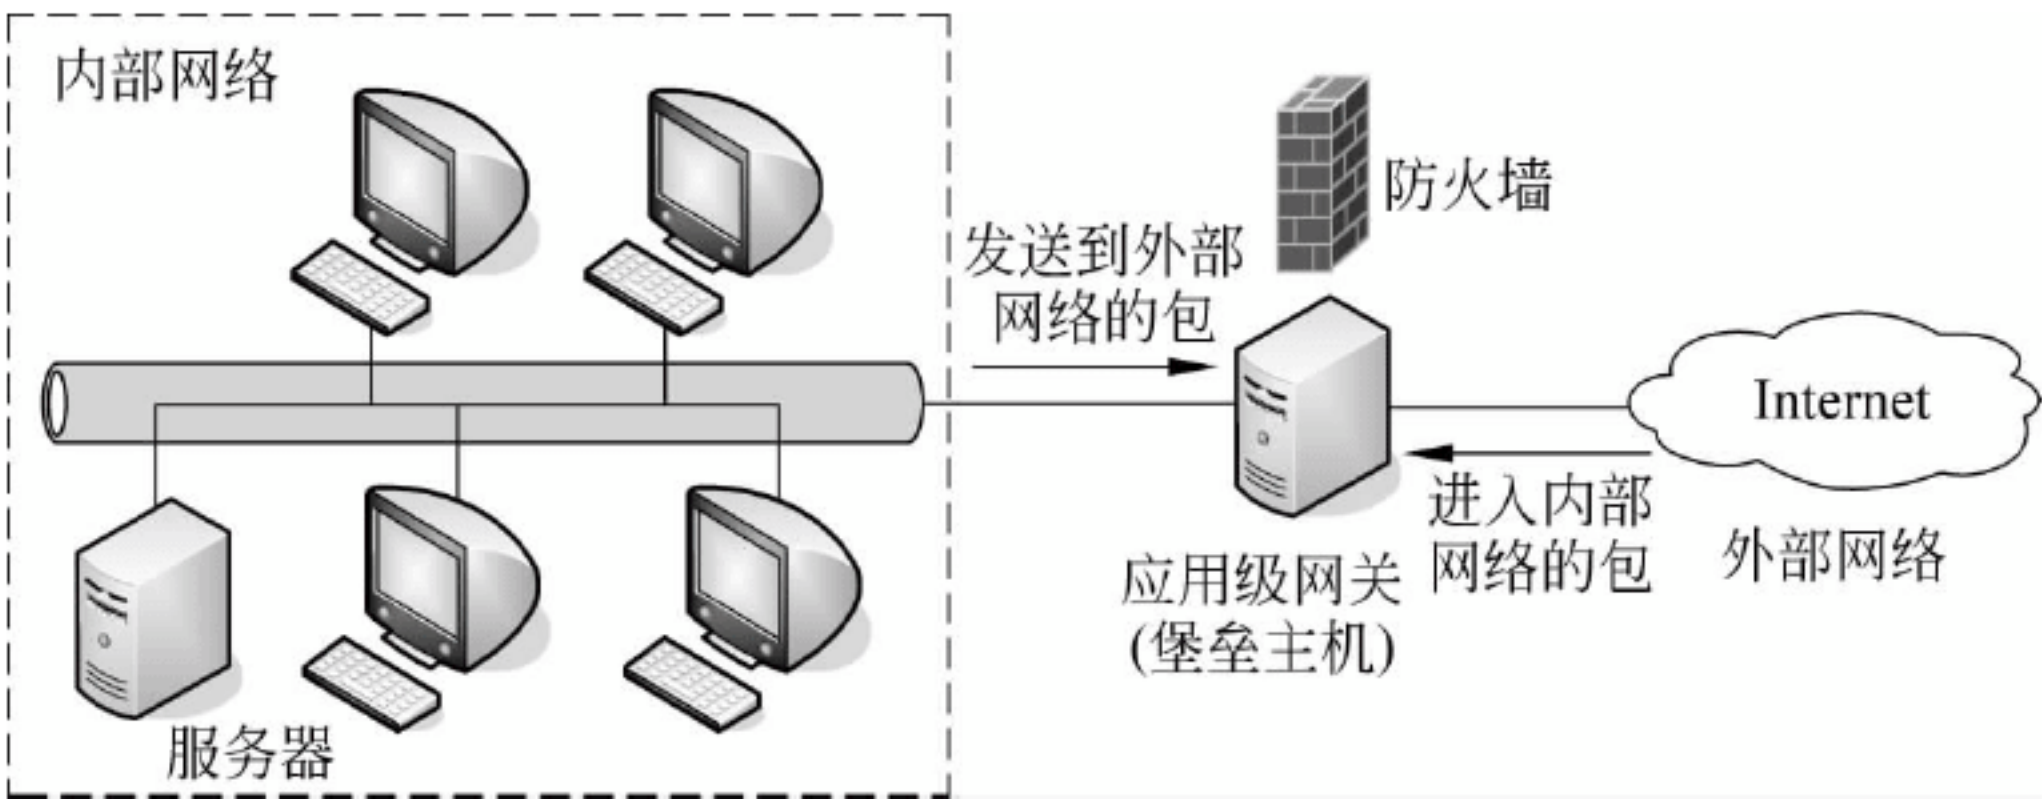 内部网络
防火墙
发送到外部
网络的包
Internet
进入内部
网络的包
外部网络
应用级网关
(堡垒主机)
服务器